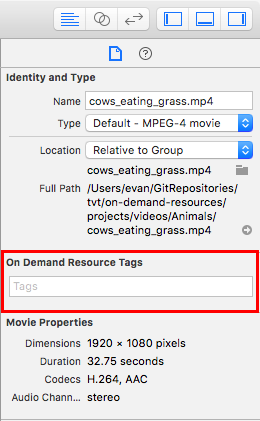 Identity and Type
Name cows_eating_grass.mp4
Type Default - MPEG-4 movie
Location Relative to Group
cows_eating_grass.mp4
Full Path /Users/evan/GitRepositories/
tvt/on-demand-resources/
projects/videos/Animals/
cows_eating_grass.mp4
On Demand Resource Tags
Tags
Movie Properties
Dimensions 1920 × 1080 pixels
Duration 32.75 seconds
Codecs H.264, AAC
Audio Chann... stereo